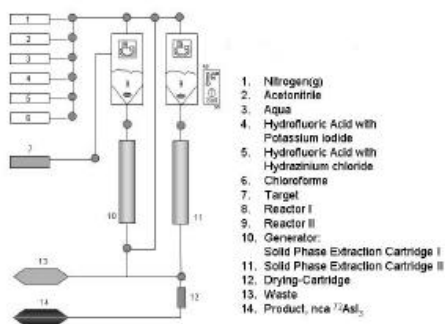 1
2
3
4
5
6
7
8
9
10
11
12
13
14
1. Nitrogen(g)
2. Acetonitrile
3. Aqua
4. Hydrofluoric Acid with
Potassium iodide
5. Hydrofluoric Acid with
Hydrazinium chloride
6. Chloroforme
7. Target
8. Reactor I
9. Reactor II
10. Generator:
Solid Phase Extraction Cartridge I
11. Solid Phase Extraction Cartridge II
12. Drying-Cartridge
13. Waste
14. Product, nca ⁷²AsI₃